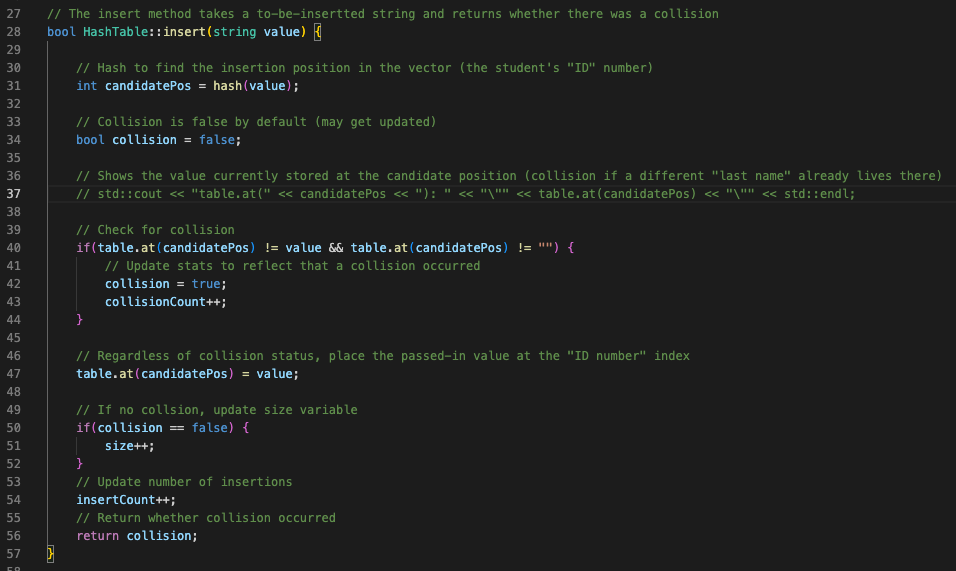 27 // The insert method takes a to-be-insertted string and returns whether there was a collision
28 bool HashTable::insert(string value) {
29
30     // Hash to find the insertion position in the vector (the student's "ID" number)
31     int candidatePos = hash(value);
32
33     // Collision is false by default (may get updated)
34     bool collision = false;
35
36     // Shows the value currently stored at the candidate position (collision if a different "last name" already lives there)
37     // std::cout << "table.at(" << candidatePos << "): " << "\"" << table.at(candidatePos) << "\"" << std::endl;
38
39     // Check for collision
40     if(table.at(candidatePos) != value && table.at(candidatePos) != "") {
41         // Update stats to reflect that a collision occurred
42         collision = true;
43         collisionCount++;
44     }
45
46     // Regardless of collision status, place the passed-in value at the "ID number" index
47     table.at(candidatePos) = value;
48
49     // If no collsion, update size variable
50     if(collision == false) {
51         size++;
52     }
53     // Update number of insertions
54     insertCount++;
55     // Return whether collision occurred
56     return collision;
57 }
58